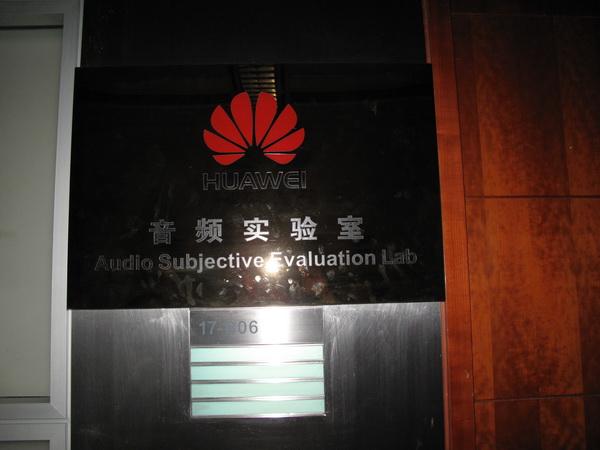 HUAWEI
音频实验室
Audio Subjective Evaluation Lab